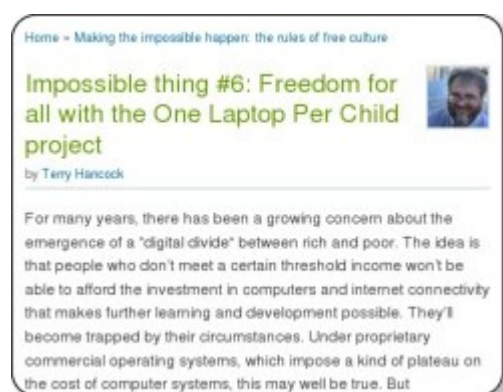 Home » Making the impossible happen: the rules of free culture
Impossible thing #6: Freedom for
all with the One Laptop Per Child
project
by Terry Hancock
For many years, there has been a growing concern about the
emergence of a "digital divide" between rich and poor. The idea is
that people who don't meet a certain threshold income won't be
able to afford the investment in computers and internet connectivity
that makes further learning and development possible. They'll
become trapped by their circumstances. Under proprietary
commercial operating systems, which impose a kind of plateau on
the cost of computer systems, this may well be true. But